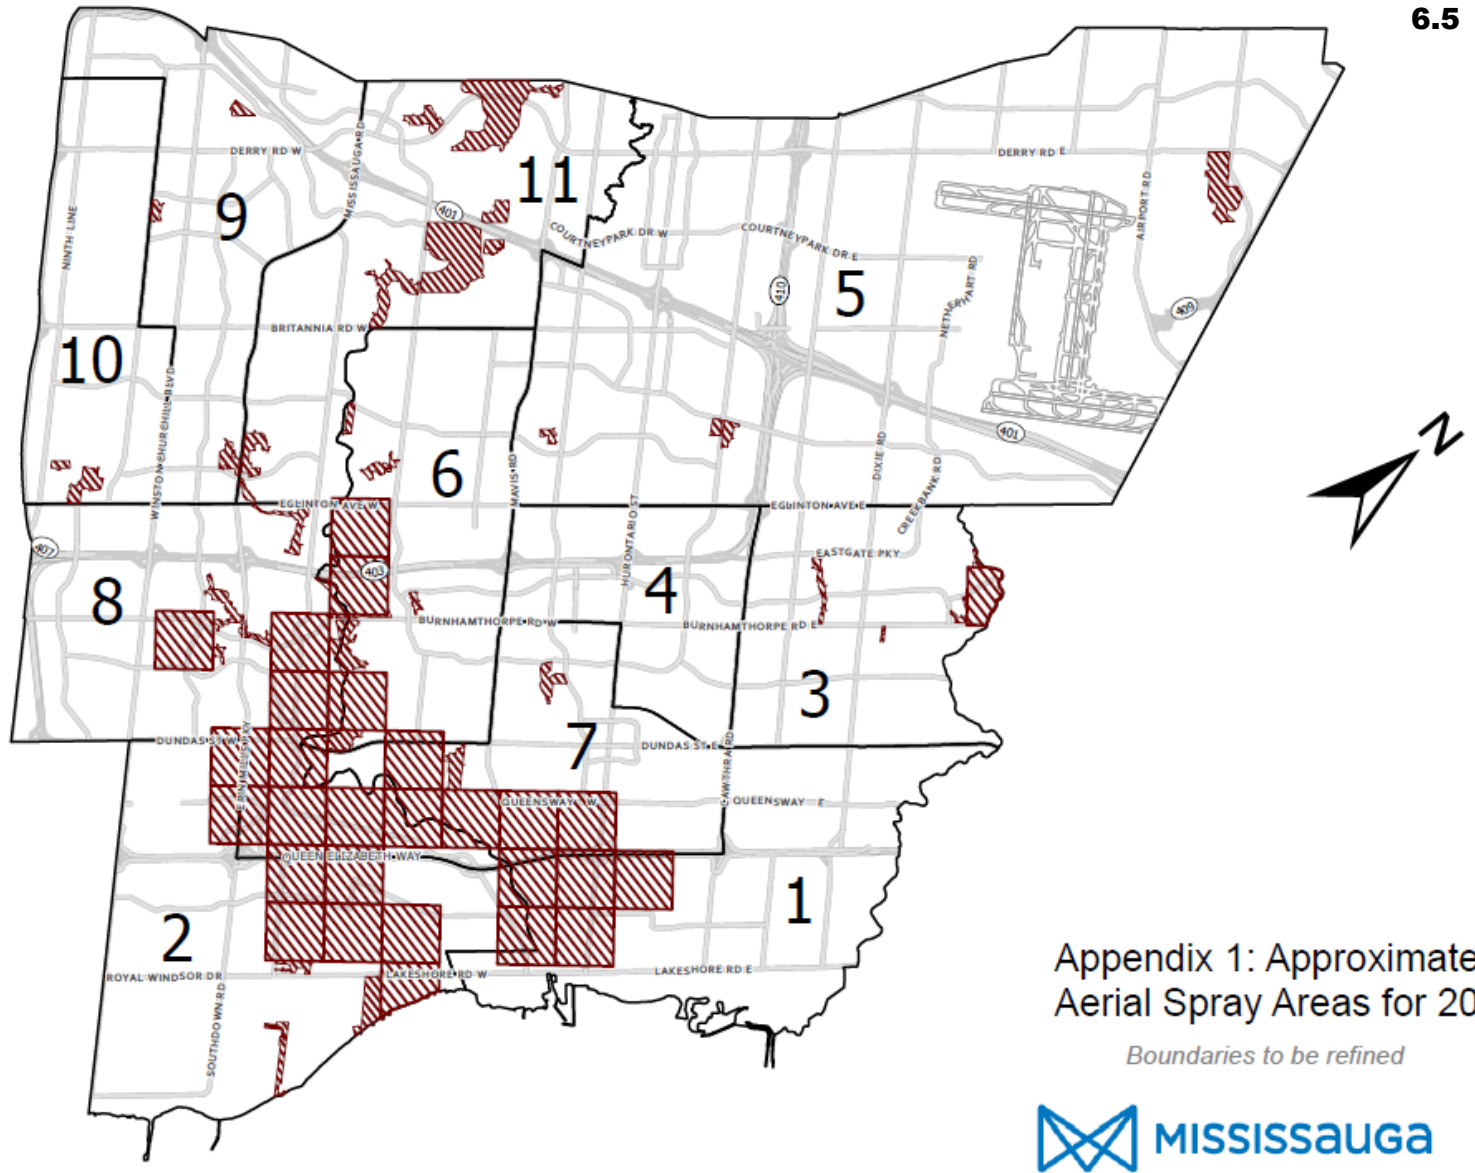 6.5
DERRY RD W
DERRY RD E
MISSISSAUGA RD
11
9
401
NINTH LINE
COURTNEYPARK DR W
COURTNEYPARK DR E
AIRPORT RD
5
410
NETHERHART RD
409
BRITANNIA RD W
10
WINSTON CHURCHILL BLVD
6
MAVIS RD
DIXIE RD
401
CREEKBANK RD
N
EGLINTON AVE W
EGLINTON AVE E
HURONTARIO ST
407
403
EASTGATE PKY
8
4
BURNHAMTHORPE RD W
BURNHAMTHORPE RD E
3
7
DUNDAS ST W
DUNDAS ST E
ERIN MILLS PKY
CAWTHRA RD
QUEENSWAY W
QUEENSWAY E
QUEEN ELIZABETH WAY
1
2
ROYAL WINDSOR DR
LAKESHORE RD W
LAKESHORE RD E
SOUTHDOWN RD
Appendix 1: Approximate
Aerial Spray Areas for 20
Boundaries to be refined
MISSISSAUGA